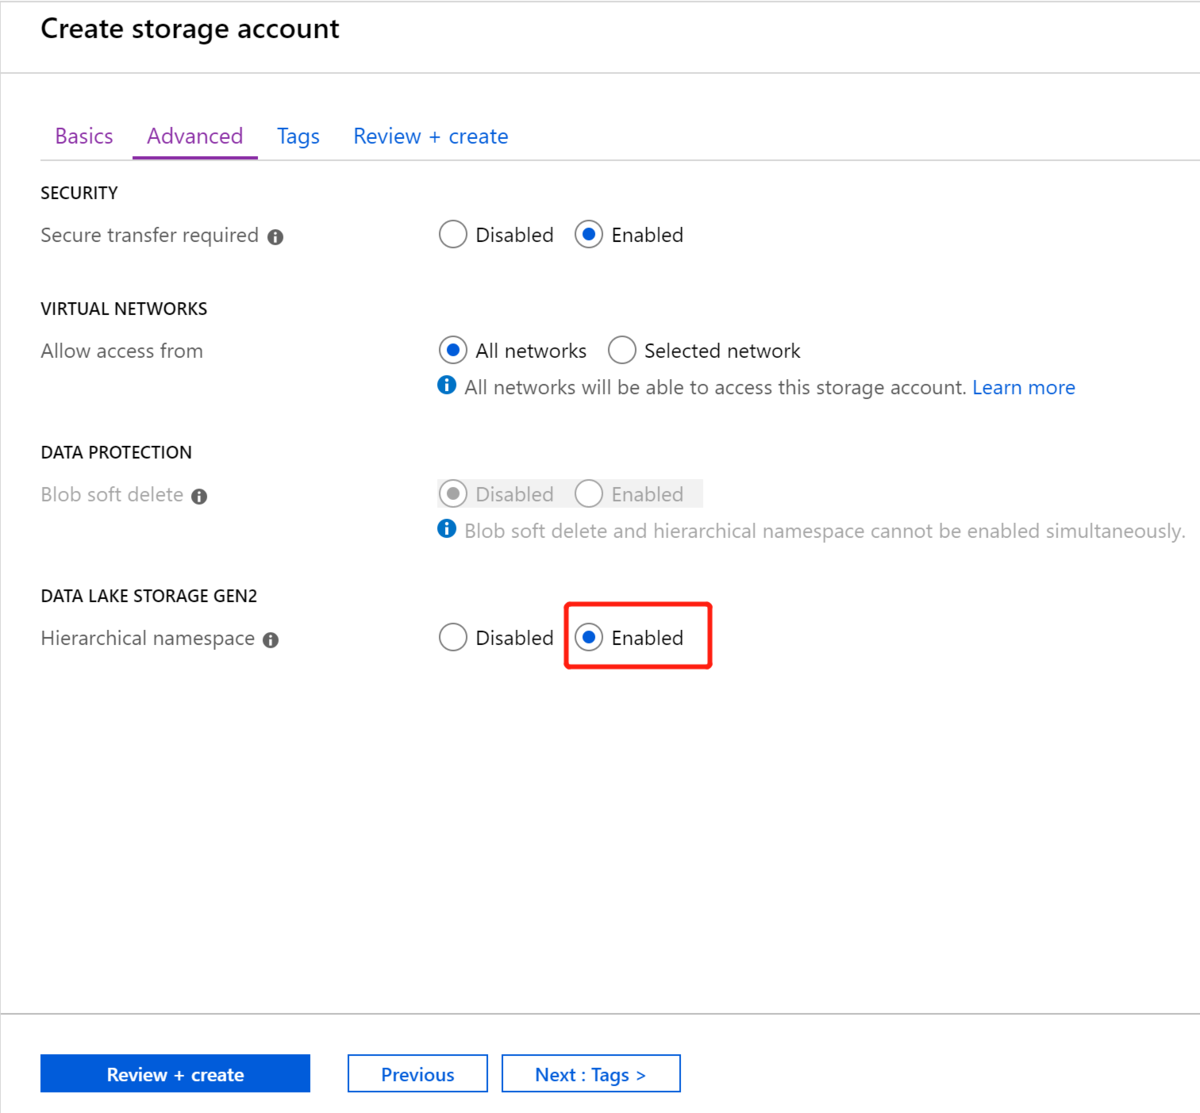 Create storage account
Basics Advanced Tags Review + create
SECURITY
Secure transfer required Disabled Enabled
VIRTUAL NETWORKS
Allow access from All networks Selected network
All networks will be able to access this storage account. Learn more
DATA PROTECTION
Blob soft delete Disabled Enabled
Blob soft delete and hierarchical namespace cannot be enabled simultaneously.
DATA LAKE STORAGE GEN2
Hierarchical namespace Disabled Enabled
Review + create Previous Next : Tags >